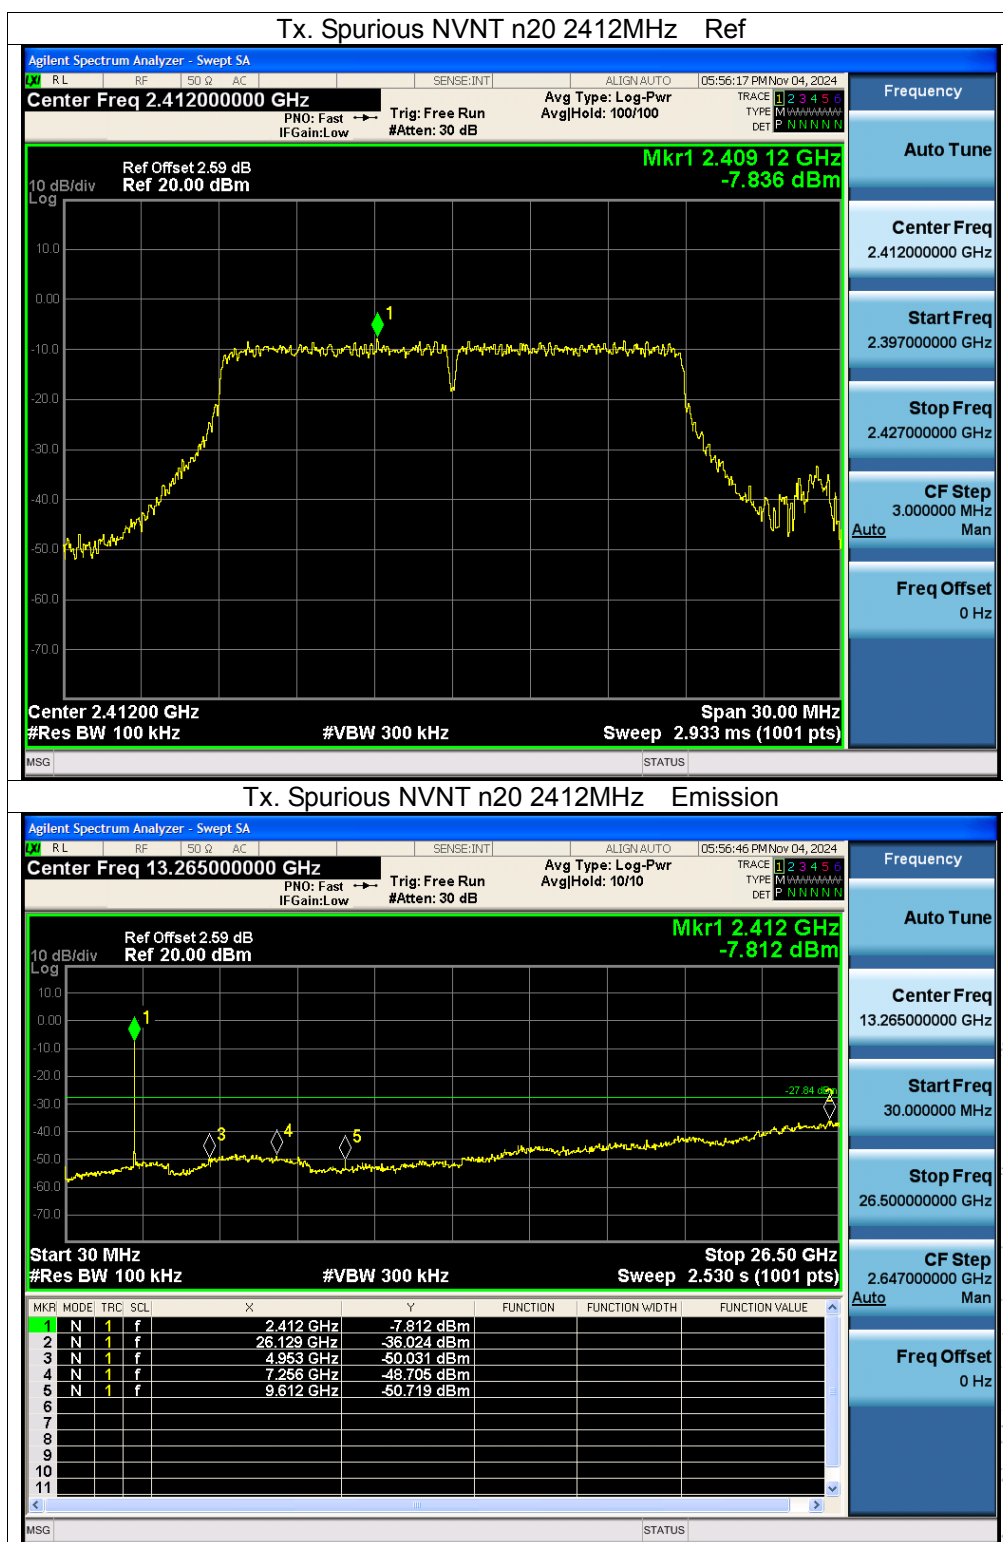 Tx. Spurious NVNT n20 2412MHz Ref
Agilent Spectrum Analyzer - Swept SA
LXI RL RF 50 Ω AC SENSE:INT ALIGN AUTO 05:56:17 PM Nov 04, 2024
Center Freq 2.412000000 GHz
PNO: Fast
IFGain:Low
Trig: Free Run
#Atten: 30 dB
Avg Type: Log-Pwr
Avg|Hold: 100/100
TRACE 1 2 3 4 5 6
TYPE M WWWWW
DET P N N N N N
Frequency
Auto Tune
Center Freq
2.412000000 GHz
Start Freq
2.397000000 GHz
Stop Freq
2.427000000 GHz
CF Step
3.000000 MHz
Auto Man
Freq Offset
0 Hz
Mkr1 2.409 12 GHz
-7.836 dBm
Ref Offset 2.59 dB
10 dB/div Ref 20.00 dBm
Log
10.0
0.00
1
-10.0
-20.0
-30.0
-40.0
-50.0
-60.0
-70.0
Center 2.41200 GHz Span 30.00 MHz
#Res BW 100 kHz #VBW 300 kHz Sweep 2.933 ms (1001 pts)
MSG STATUS
Tx. Spurious NVNT n20 2412MHz Emission
Agilent Spectrum Analyzer - Swept SA
LXI RL RF 50 Ω AC SENSE:INT ALIGN AUTO 05:56:46 PM Nov 04, 2024
Center Freq 13.265000000 GHz
PNO: Fast
IFGain:Low
Trig: Free Run
#Atten: 30 dB
Avg Type: Log-Pwr
Avg|Hold: 10/10
TRACE 1 2 3 4 5 6
TYPE M WWWWW
DET P N N N N N
Frequency
Auto Tune
Center Freq
13.265000000 GHz
Start Freq
30.000000 MHz
Stop Freq
26.500000000 GHz
CF Step
2.647000000 GHz
Auto Man
Freq Offset
0 Hz
Mkr1 2.412 GHz
-7.812 dBm
Ref Offset 2.59 dB
10 dB/div Ref 20.00 dBm
Log
10.0
0.00
1
-10.0
-20.0
-27.84 dBm
-30.0
2
-40.0
3 4 5
-50.0
-60.0
-70.0
Start 30 MHz Stop 26.50 GHz
#Res BW 100 kHz #VBW 300 kHz Sweep 2.530 s (1001 pts)
MKR MODE TRC SCL X Y FUNCTION FUNCTION WIDTH FUNCTION VALUE
1 N 1 f 2.412 GHz -7.812 dBm
2 N 1 f 26.129 GHz -36.024 dBm
3 N 1 f 4.953 GHz -50.031 dBm
4 N 1 f 7.256 GHz -48.705 dBm
5 N 1 f 9.612 GHz -50.719 dBm
6
7
8
9
10
11
MSG STATUS